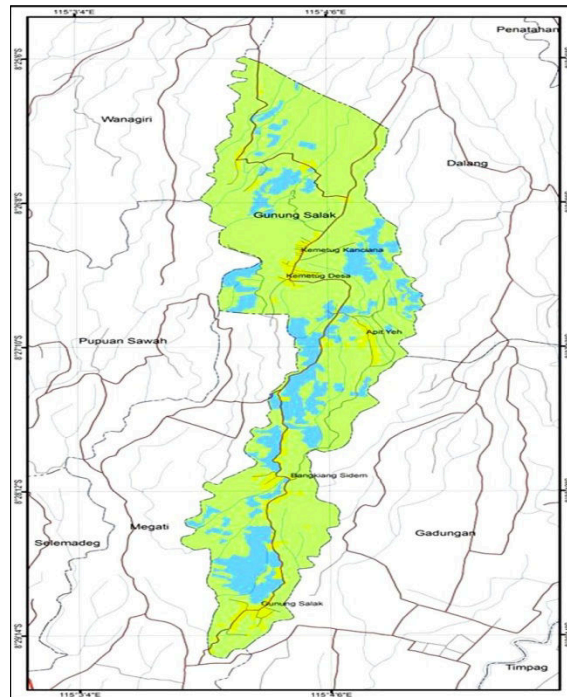 115°3'4"E
115°4'6"E
Penatahan
Wanagiri
Dalang
Gunung Salak
Kemetug Kanciana
Kemetug Desa
Apit Yeh
Pupuan Sawah
Bangkiang Sidem
Megati
Gadungan
Selemadeg
Gunung Salak
Timpag
115°3'4"E
115°4'6"E